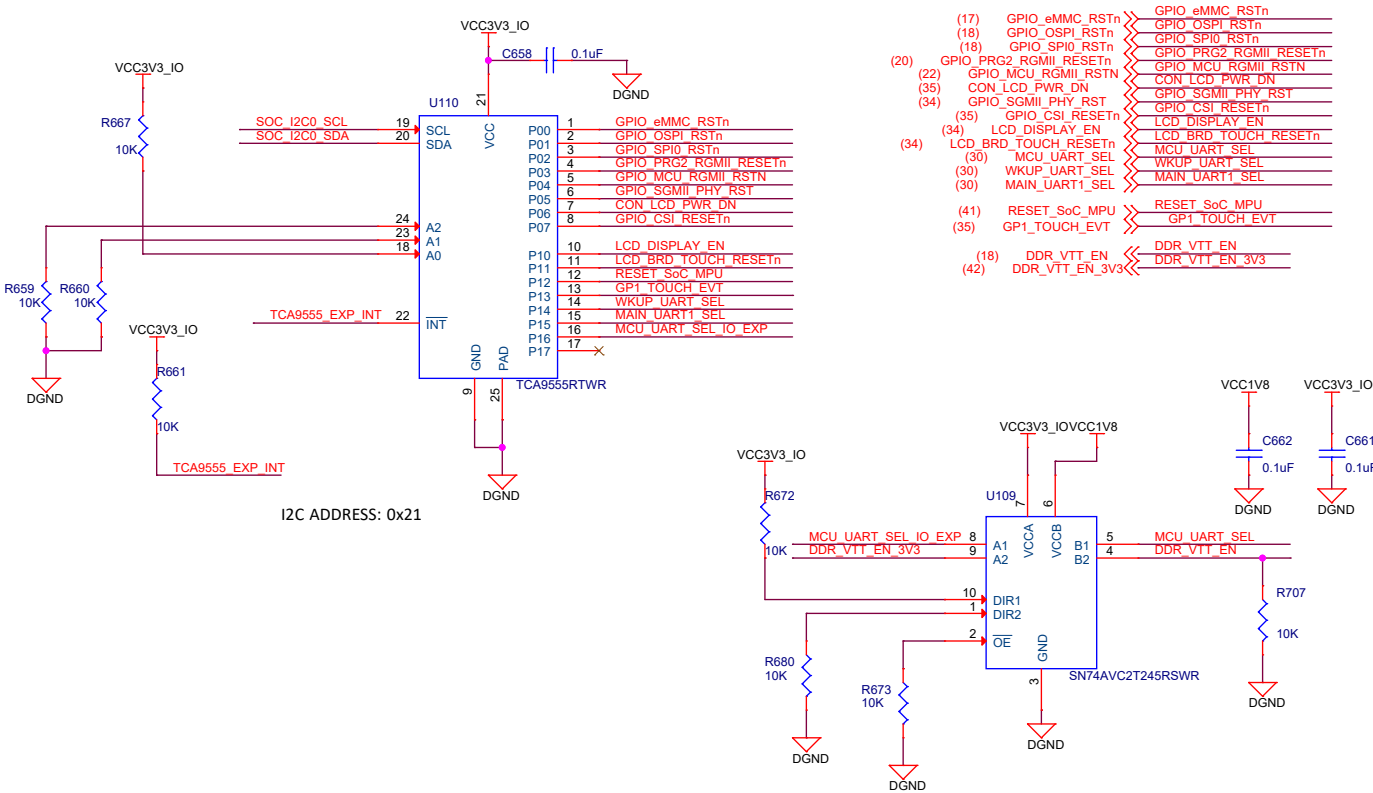 VCC3V3_IO
C658 0.1uF
DGND
VCC3V3_IO
R667
10K
U110
21
VCC
SOC_I2C0_SCL 19 SCL
SOC_I2C0_SDA 20 SDA
24 A2
23 A1
18 A0
TCA9555_EXP_INT 22 INT
P00 1 GPIO_eMMC_RSTn
P01 2 GPIO_OSPI_RSTn
P02 3 GPIO_SPI0_RSTn
P03 4 GPIO_PRG2_RGMII_RESETn
P04 5 GPIO_MCU_RGMII_RSTN
P05 6 GPIO_SGMII_PHY_RST
P06 7 CON_LCD_PWR_DN
P07 8 GPIO_CSI_RESETn
P10 10 LCD_DISPLAY_EN
P11 11 LCD_BRD_TOUCH_RESETn
P12 12 RESET_SoC_MPU
P13 13 GP1_TOUCH_EVT
P14 14 WKUP_UART_SEL
P15 15 MAIN_UART1_SEL
P16 16 MCU_UART_SEL_IO_EXP
P17 17
GND PAD
9 25
TCA9555RTWR
DGND
R659 10K
R660 10K
DGND
VCC3V3_IO
R661
10K
TCA9555_EXP_INT
I2C ADDRESS: 0x21
(17) GPIO_eMMC_RSTn GPIO_eMMC_RSTn
(18) GPIO_OSPI_RSTn GPIO_OSPI_RSTn
(18) GPIO_SPI0_RSTn GPIO_SPI0_RSTn
(20) GPIO_PRG2_RGMII_RESETn GPIO_PRG2_RGMII_RESETn
(22) GPIO_MCU_RGMII_RSTN GPIO_MCU_RGMII_RSTN
(35) CON_LCD_PWR_DN CON_LCD_PWR_DN
(34) GPIO_SGMII_PHY_RST GPIO_SGMII_PHY_RST
(35) GPIO_CSI_RESETn GPIO_CSI_RESETn
(34) LCD_DISPLAY_EN LCD_DISPLAY_EN
(34) LCD_BRD_TOUCH_RESETn LCD_BRD_TOUCH_RESETn
(30) MCU_UART_SEL MCU_UART_SEL
(30) WKUP_UART_SEL WKUP_UART_SEL
(30) MAIN_UART1_SEL MAIN_UART1_SEL
(41) RESET_SoC_MPU RESET_SoC_MPU
(35) GP1_TOUCH_EVT GP1_TOUCH_EVT
(18) DDR_VTT_EN DDR_VTT_EN
(42) DDR_VTT_EN_3V3 DDR_VTT_EN_3V3
VCC1V8 VCC3V3_IO
C662 C661
0.1uF 0.1uF
DGND DGND
VCC3V3_IO VCC1V8
VCC3V3_IO
R672
10K
U109
7 6
VCCA VCCB
MCU_UART_SEL_IO_EXP 8 A1
DDR_VTT_EN_3V3 9 A2
B1 5 MCU_UART_SEL
B2 4 DDR_VTT_EN
10 DIR1
1 DIR2
2 OE
GND
3
SN74AVC2T245RSWR
R707
10K
DGND
R680
10K
DGND
R673
10K
DGND
DGND